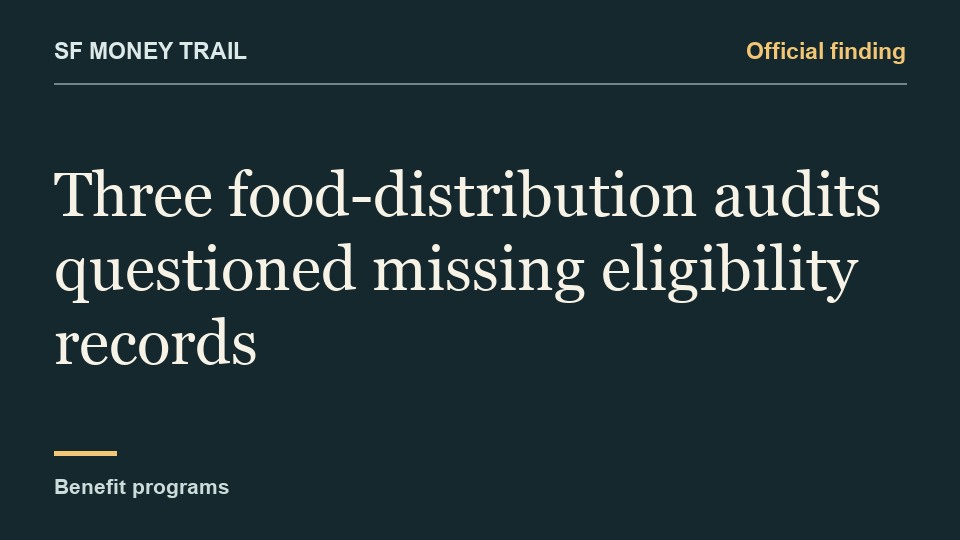 SF MONEY TRAIL
Official finding
Three food-distribution audits
questioned missing eligibility
records
Benefit programs